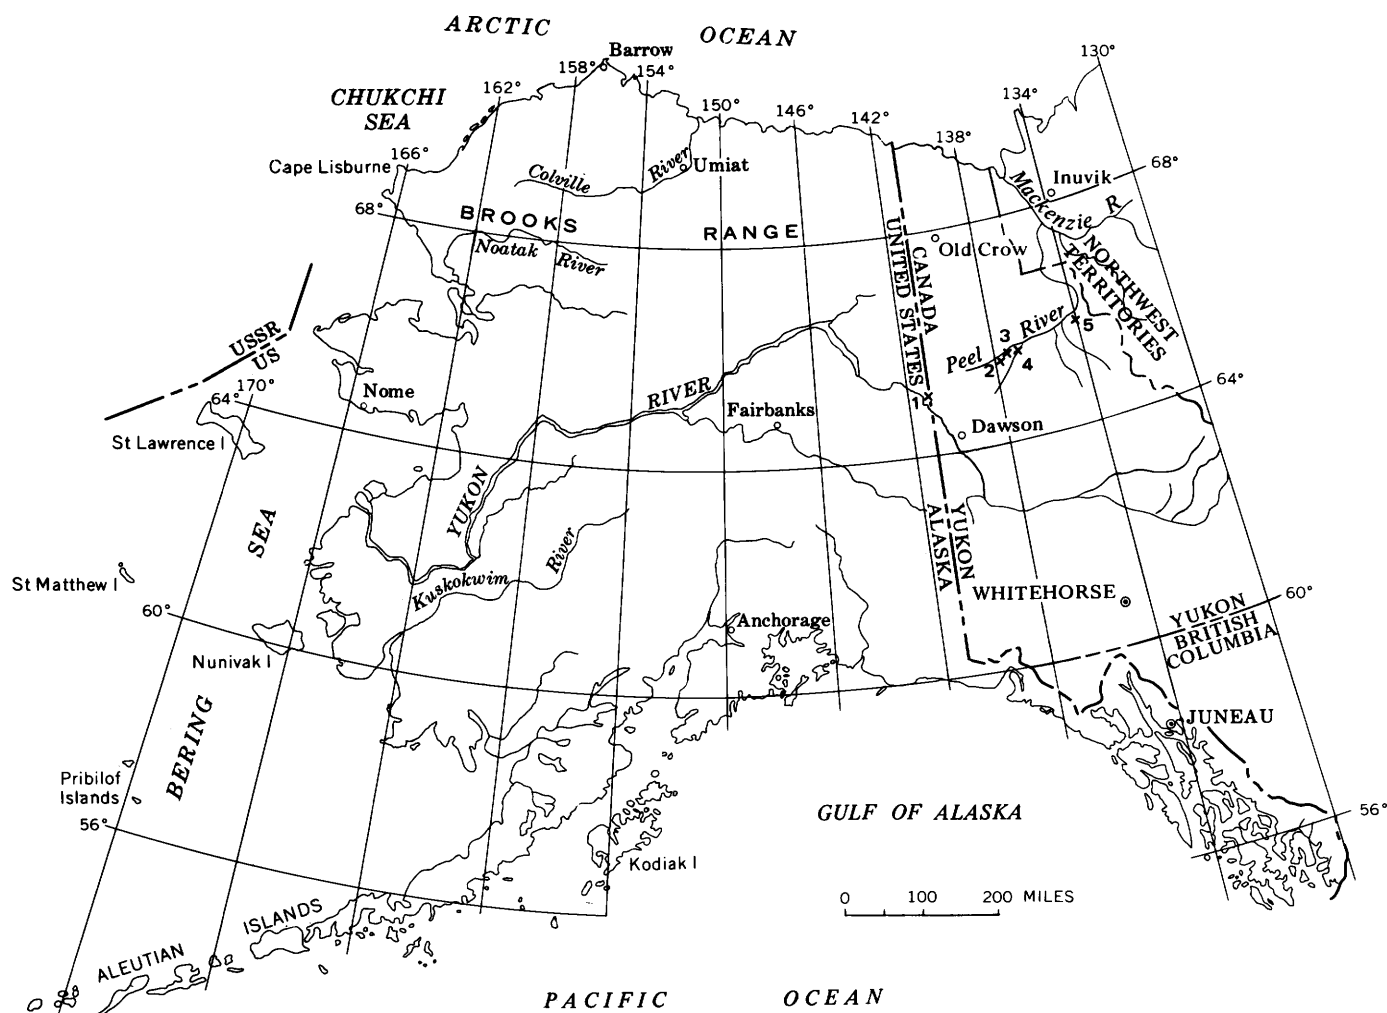 ARCTIC OCEAN
Barrow
130°
158°
154°
162°
CHUKCHI
SEA
134°
150°
146°
142°
138°
166°
Cape Lisburne
Colville River
Umiat
68°
Inuvik
Mackenzie R
68°
BROOKS RANGE
Noatak River
UNITED STATES
CANADA
Old Crow
NORTHWEST
TERRITORIES
USSR
US
Peel River
1
2
3
4
5
170°
64°
Nome
RIVER
YUKON
Fairbanks
64°
Dawson
St Lawrence I
SEA
BERING
Kuskokwim River
ALASKA
YUKON
St Matthew I
WHITEHORSE
60°
60°
Anchorage
YUKON
BRITISH
COLUMBIA
Nunivak I
JUNEAU
Pribilof
Islands
56°
GULF OF ALASKA
56°
Kodiak I
0 100 200 MILES
ALEUTIAN ISLANDS
PACIFIC OCEAN